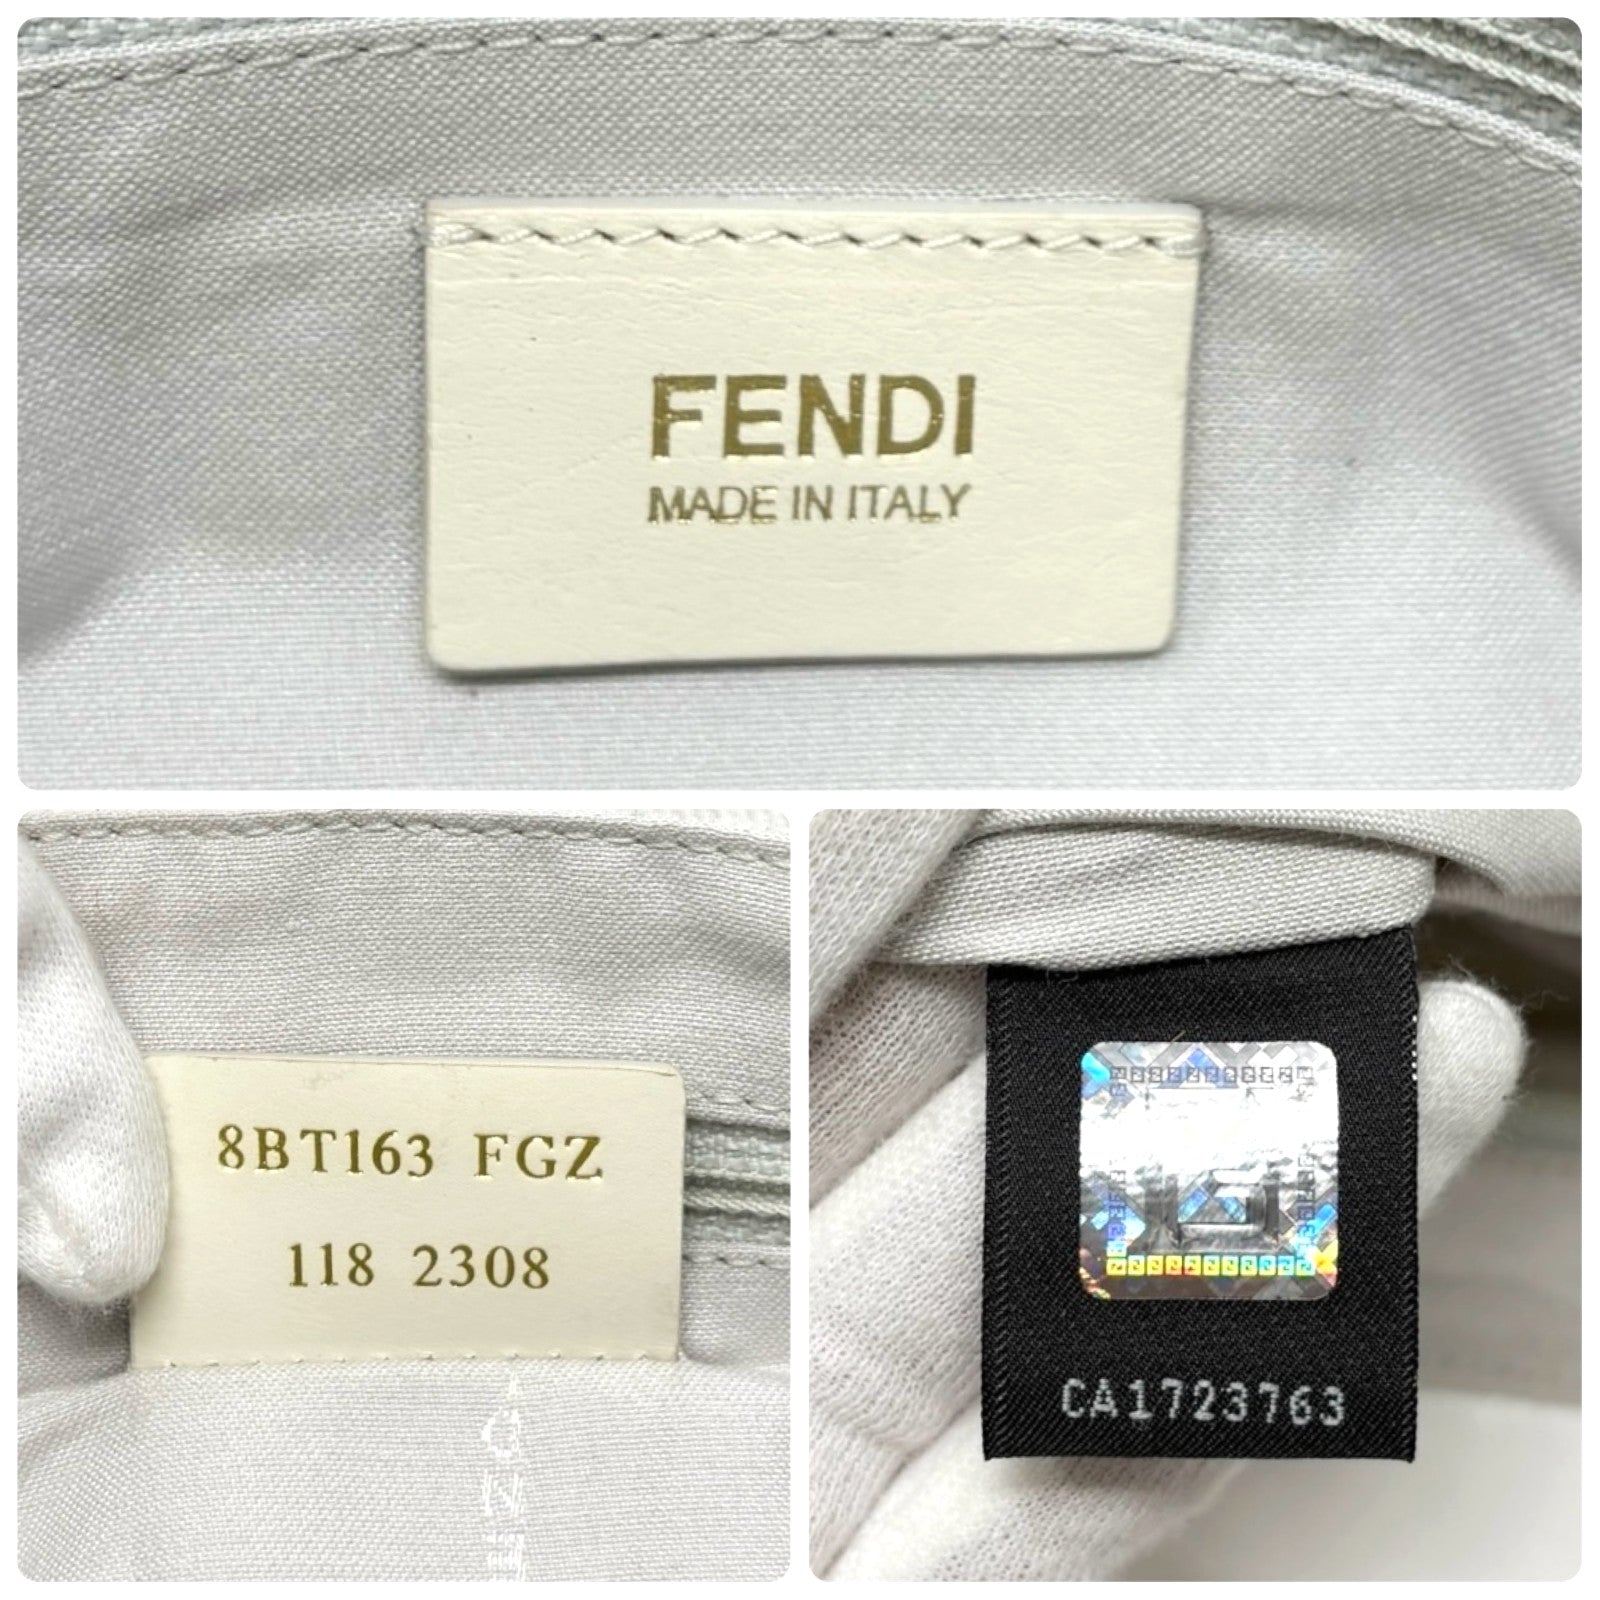 FENDI
MADE IN ITALY
8BT163 FGZ
118 2308
CA1723763